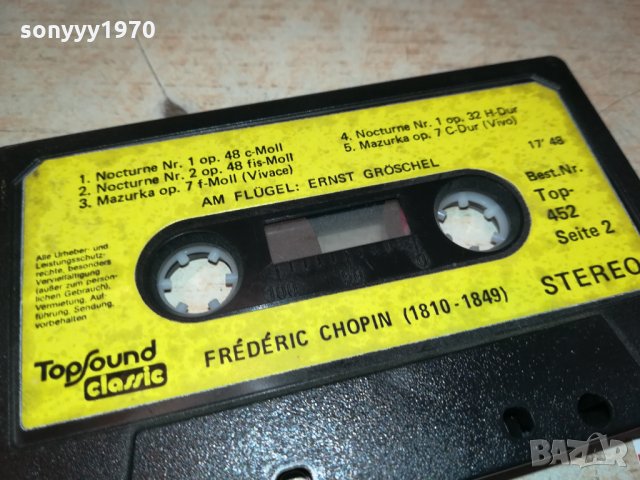 sonyyy1970
1. Nocturne Nr. 1 op. 48 c-Moll
2. Nocturne Nr. 2 op. 48 fis-Moll
3. Mazurka op. 7 f-Moll (Vivace)
4. Nocturne Nr. 1 op. 32 H-Dur
5. Mazurka op. 7 C-Dur (Vivo)
17' 48
AM FLÜGEL: ERNST GRÖSCHEL
Best.Nr.
Top-
452
Seite 2
Alle Urheber- und
Leistungsschutz-
rechte, besonders
Vervielfältigung
(außer zum persön-
lichen Gebrauch),
Vermietung, Auf-
führung, Sendung,
vorbehalten
STEREO
FRÉDÉRIC CHOPIN (1810-1849)
TopSound
Classic
BAZAR